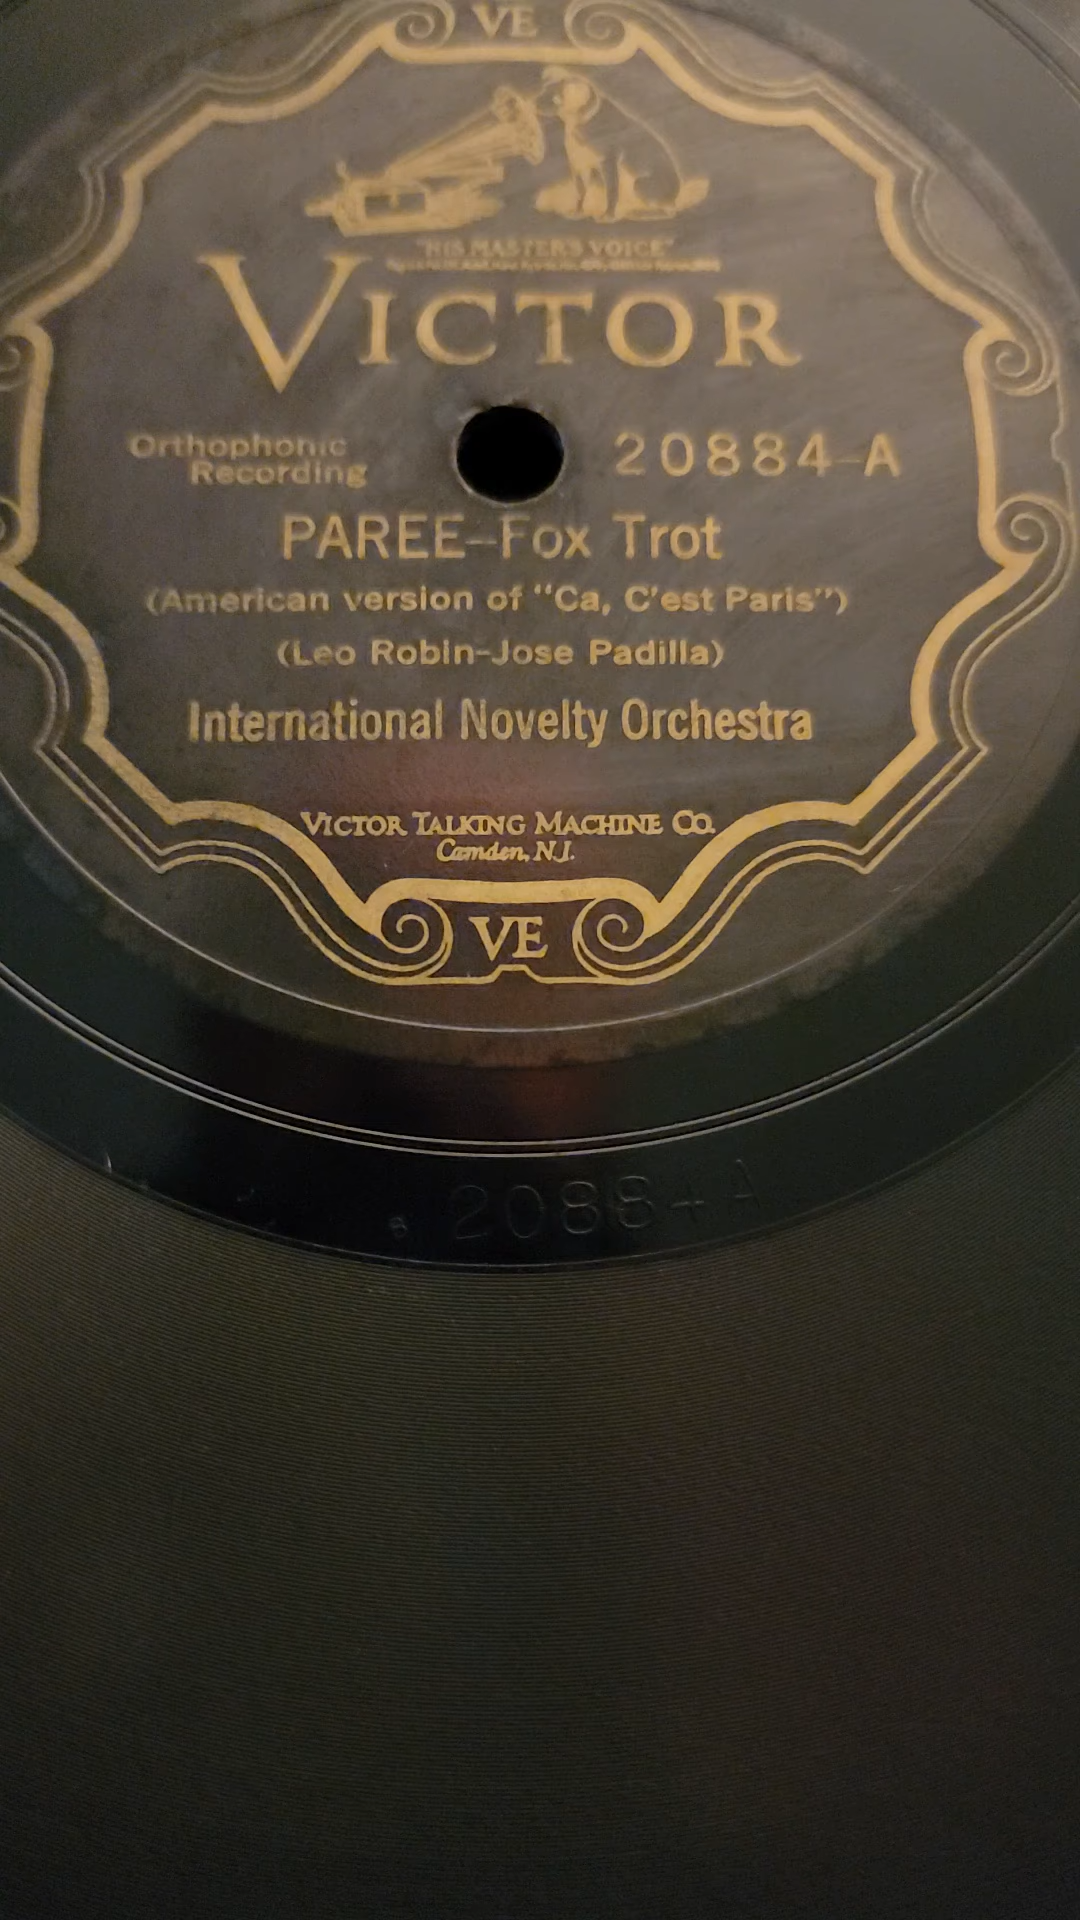 VE
"HIS MASTER'S VOICE"
VICTOR
Orthophonic
Recording
20884-A
PAREE-Fox Trot
(American version of "Ca, C'est Paris")
(Leo Robin-Jose Padilla)
International Novelty Orchestra
VICTOR TALKING MACHINE CO.
Camden, N.J.
VE
8 20884 A